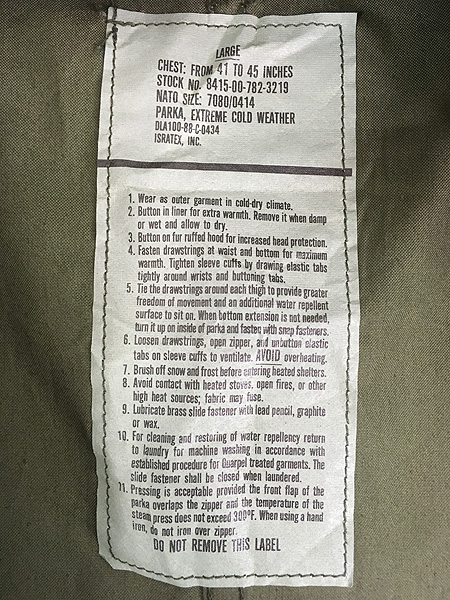 LARGE
CHEST: FROM 41 TO 45 INCHES
STOCK NO. 8415-00-782-3219
NATO SIZE: 7080/0414
PARKA, EXTREME COLD WEATHER
DLA100-88-C-0434
ISRATEX, INC.
1. Wear as outer garment in cold-dry climate.
2. Button in liner for extra warmth. Remove it when damp
or wet and allow to dry.
3. Button on fur ruffed hood for increased head protection.
4. Fasten drawstrings at waist and bottom for maximum
warmth. Tighten sleeve cuffs by drawing elastic tabs
tightly around wrists and buttoning tabs.
5. Tie the drawstrings around each thigh to provide greater
freedom of movement and an additional water repellent
surface to sit on. When bottom extension is not needed,
turn it up on inside of parka and fasten with snap fasteners.
6. Loosen drawstrings, open zipper, and unbutton elastic
tabs on sleeve cuffs to ventilate. AVOID overheating.
7. Brush off snow and frost before entering heated shelters.
8. Avoid contact with heated stoves, open fires, or other
high heat sources; fabric may fuse.
9. Lubricate brass slide fastener with lead pencil, graphite
or wax.
10. For cleaning and restoring of water repellency return
to laundry for machine washing in accordance with
established procedure for Quarpel treated garments. The
slide fastener shall be closed when laundered.
11. Pressing is acceptable provided the front flap of the
parka overlaps the zipper and the temperature of the
steam press does not exceed 300°F. When using a hand
iron, do not iron over zipper.
DO NOT REMOVE THIS LABEL